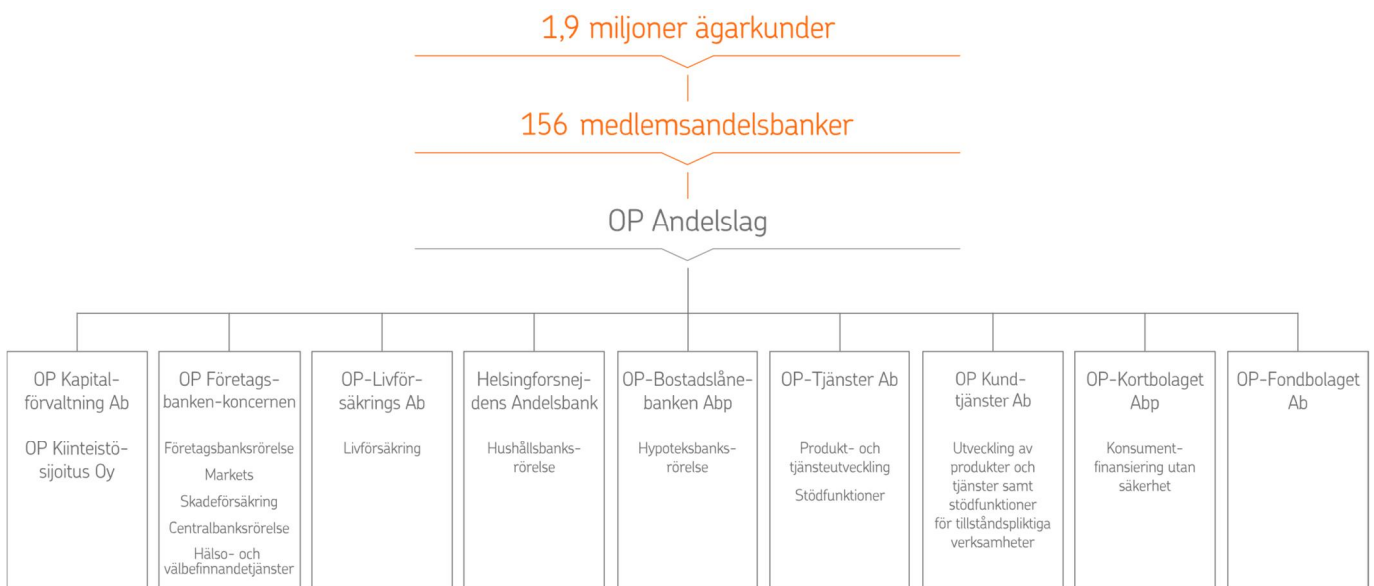 1,9 miljoner ägarkunder
156 medlemsandelsbanker
OP Andelslag
OP Kapital-
förvaltning Ab
OP Kiinteistö-
sijoitus Oy
OP Företags-
banken-koncernen
Företagsbanksrörelse
Markets
Skadeförsäkring
Centralbanksrörelse
Hälso- och
välbefinnandetjänster
OP-Livför-
säkrings Ab
Livförsäkring
Helsingforsnej-
dens Andelsbank
Hushållsbanks-
rörelse
OP-Bostadslåne-
banken Abp
Hypoteksbanks-
rörelse
OP-Tjänster Ab
Produkt- och
tjänsteutveckling
Stödfunktioner
OP Kund-
tjänster Ab
Utveckling av
produkter och
tjänster samt
stödfunktioner
för tillståndspliktiga
verksamheter
OP-Kortbolaget
Abp
Konsument-
finansiering utan
säkerhet
OP-Fondbolaget
Ab